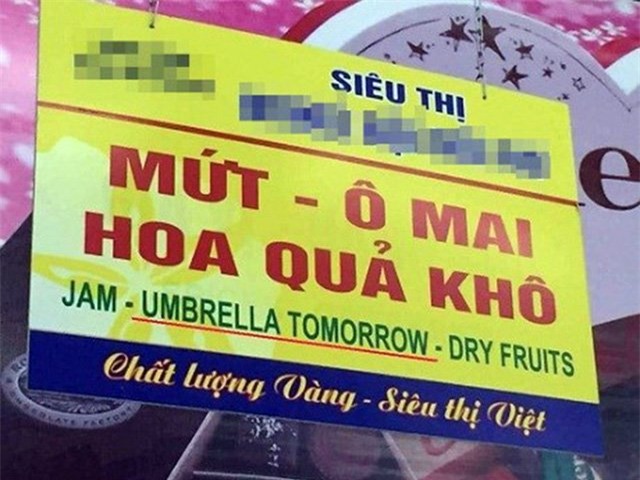 SIÊU THỊ
MỨT - Ô MAI
HOA QUẢ KHÔ
JAM - UMBRELLA TOMORROW - DRY FRUITS
Chất lượng Vàng - Siêu thị Việt